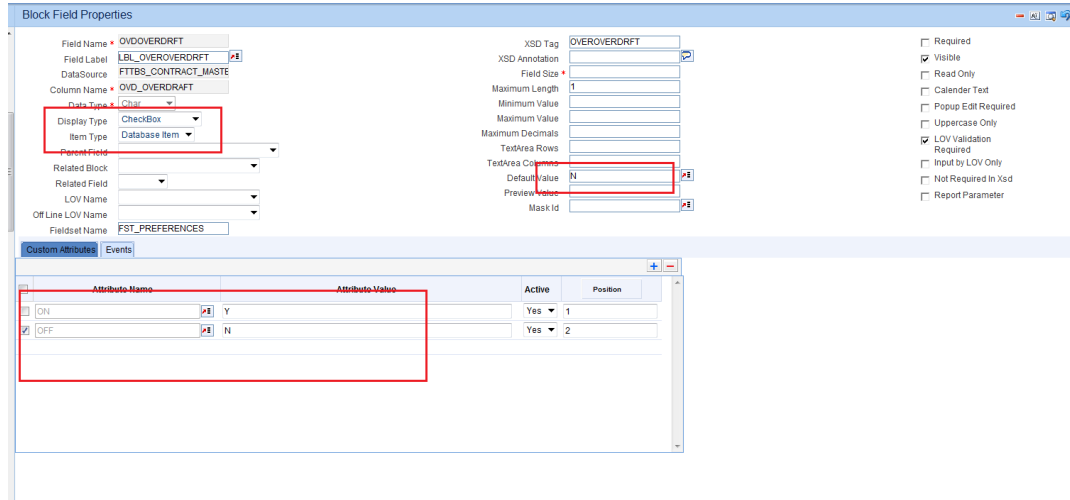 Block Field Properties
Field Name * OVDOVERDRFT
Field Label LBL_OVEROVERDRFT
DataSource FTTBS_CONTRACT_MASTE
Column Name * OVD_OVERDRAFT
Data Type * Char
Display Type CheckBox
Item Type Database Item
Parent Field
Related Block
Related Field
LOV Name
Off Line LOV Name
Fieldset Name FST_PREFERENCES
XSD Tag OVEROVERDRFT
XSD Annotation
Field Size *
Maximum Length 1
Minimum Value
Maximum Value
Maximum Decimals
TextArea Rows
TextArea Columns
Default Value N
Preview Value
Mask Id
Required
Visible
Read Only
Calender Text
Popup Edit Required
Uppercase Only
LOV Validation
Required
Input by LOV Only
Not Required In Xsd
Report Parameter
Custom Attributes Events
Attribute Name Attribute Value Active Position
ON Y Yes 1
OFF N Yes 2